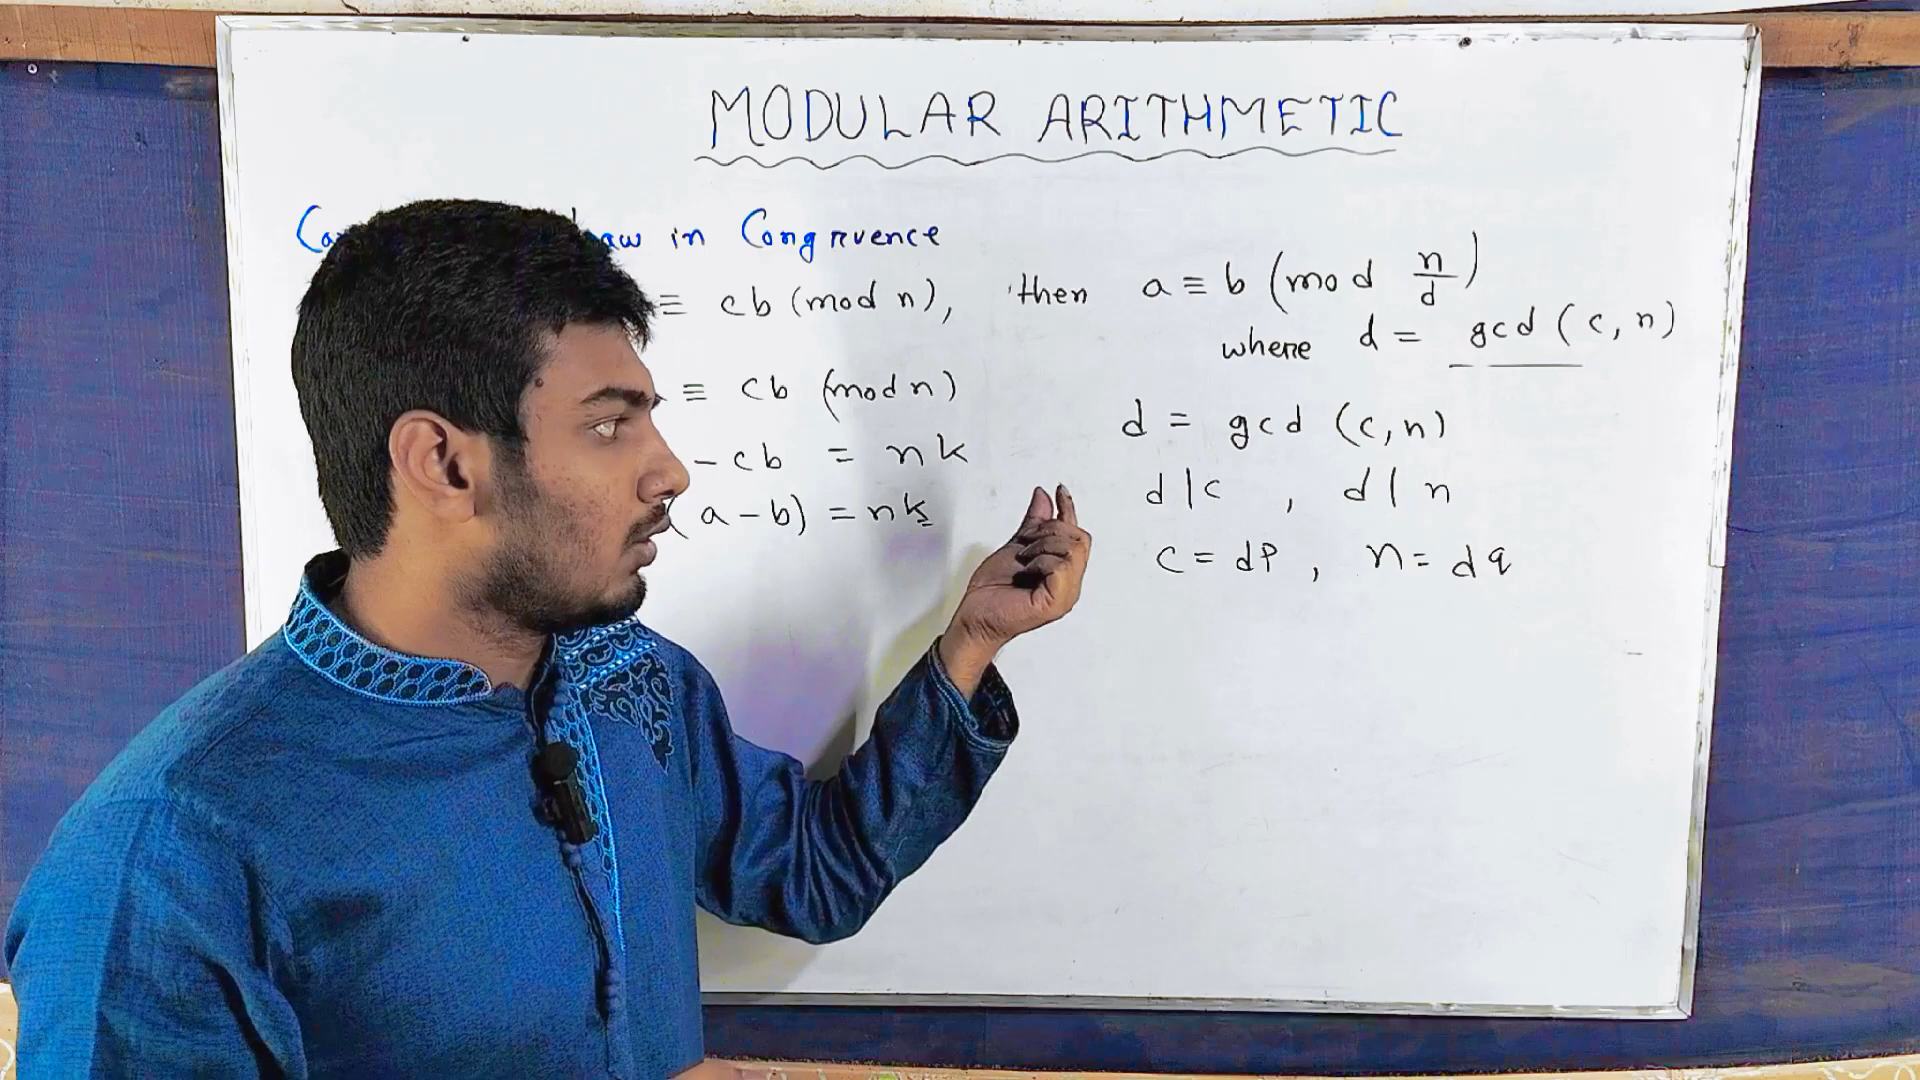 MODULAR ARITHMETIC
Law in Congruence
≡ cb (mod n), then a ≡ b (mod n/d)
where d = gcd (c, n)
≡ cb (mod n)
- cb = nk
(a - b) = nk
d = gcd (c, n)
d | c , d | n
c = dp , n = dq